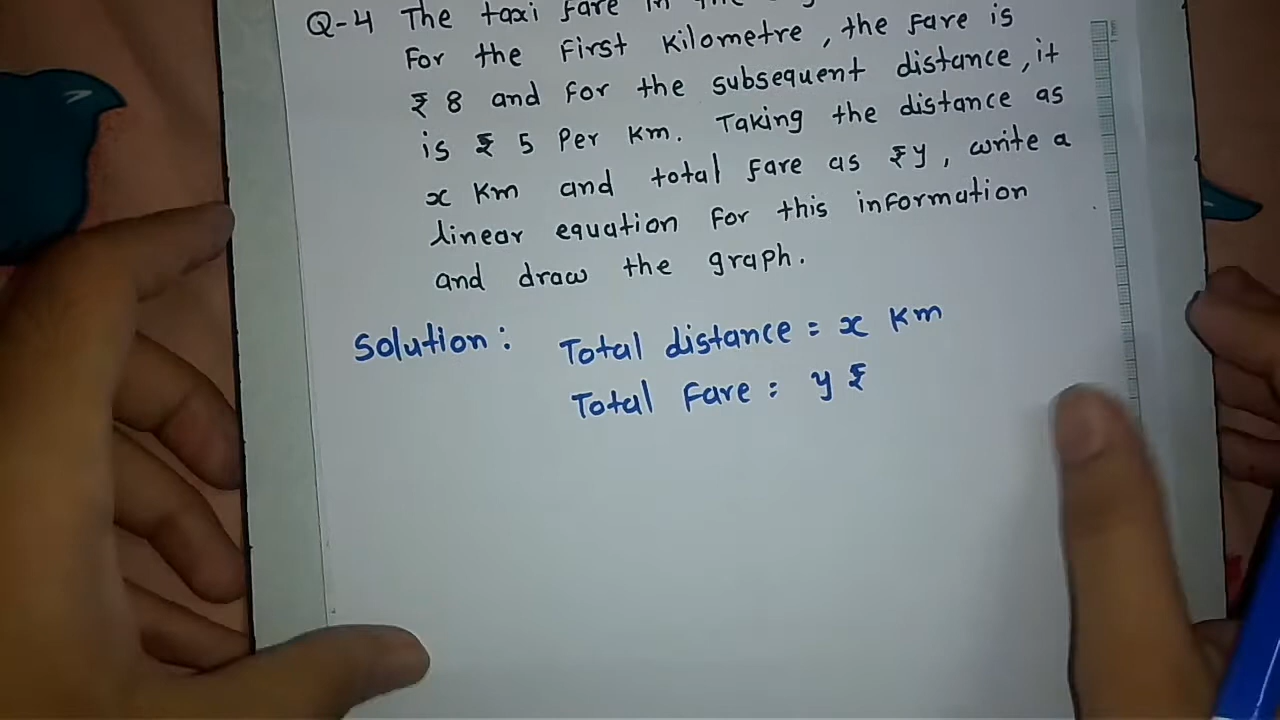 Q-4 The taxi fare in the
For the First Kilometre, the Fare is
₹ 8 and for the subsequent distance, it
is ₹ 5 Per Km. Taking the distance as
x Km and total Fare as ₹y, write a
linear equation for this information
and draw the graph.
Solution: Total distance = x Km
Total Fare = y ₹